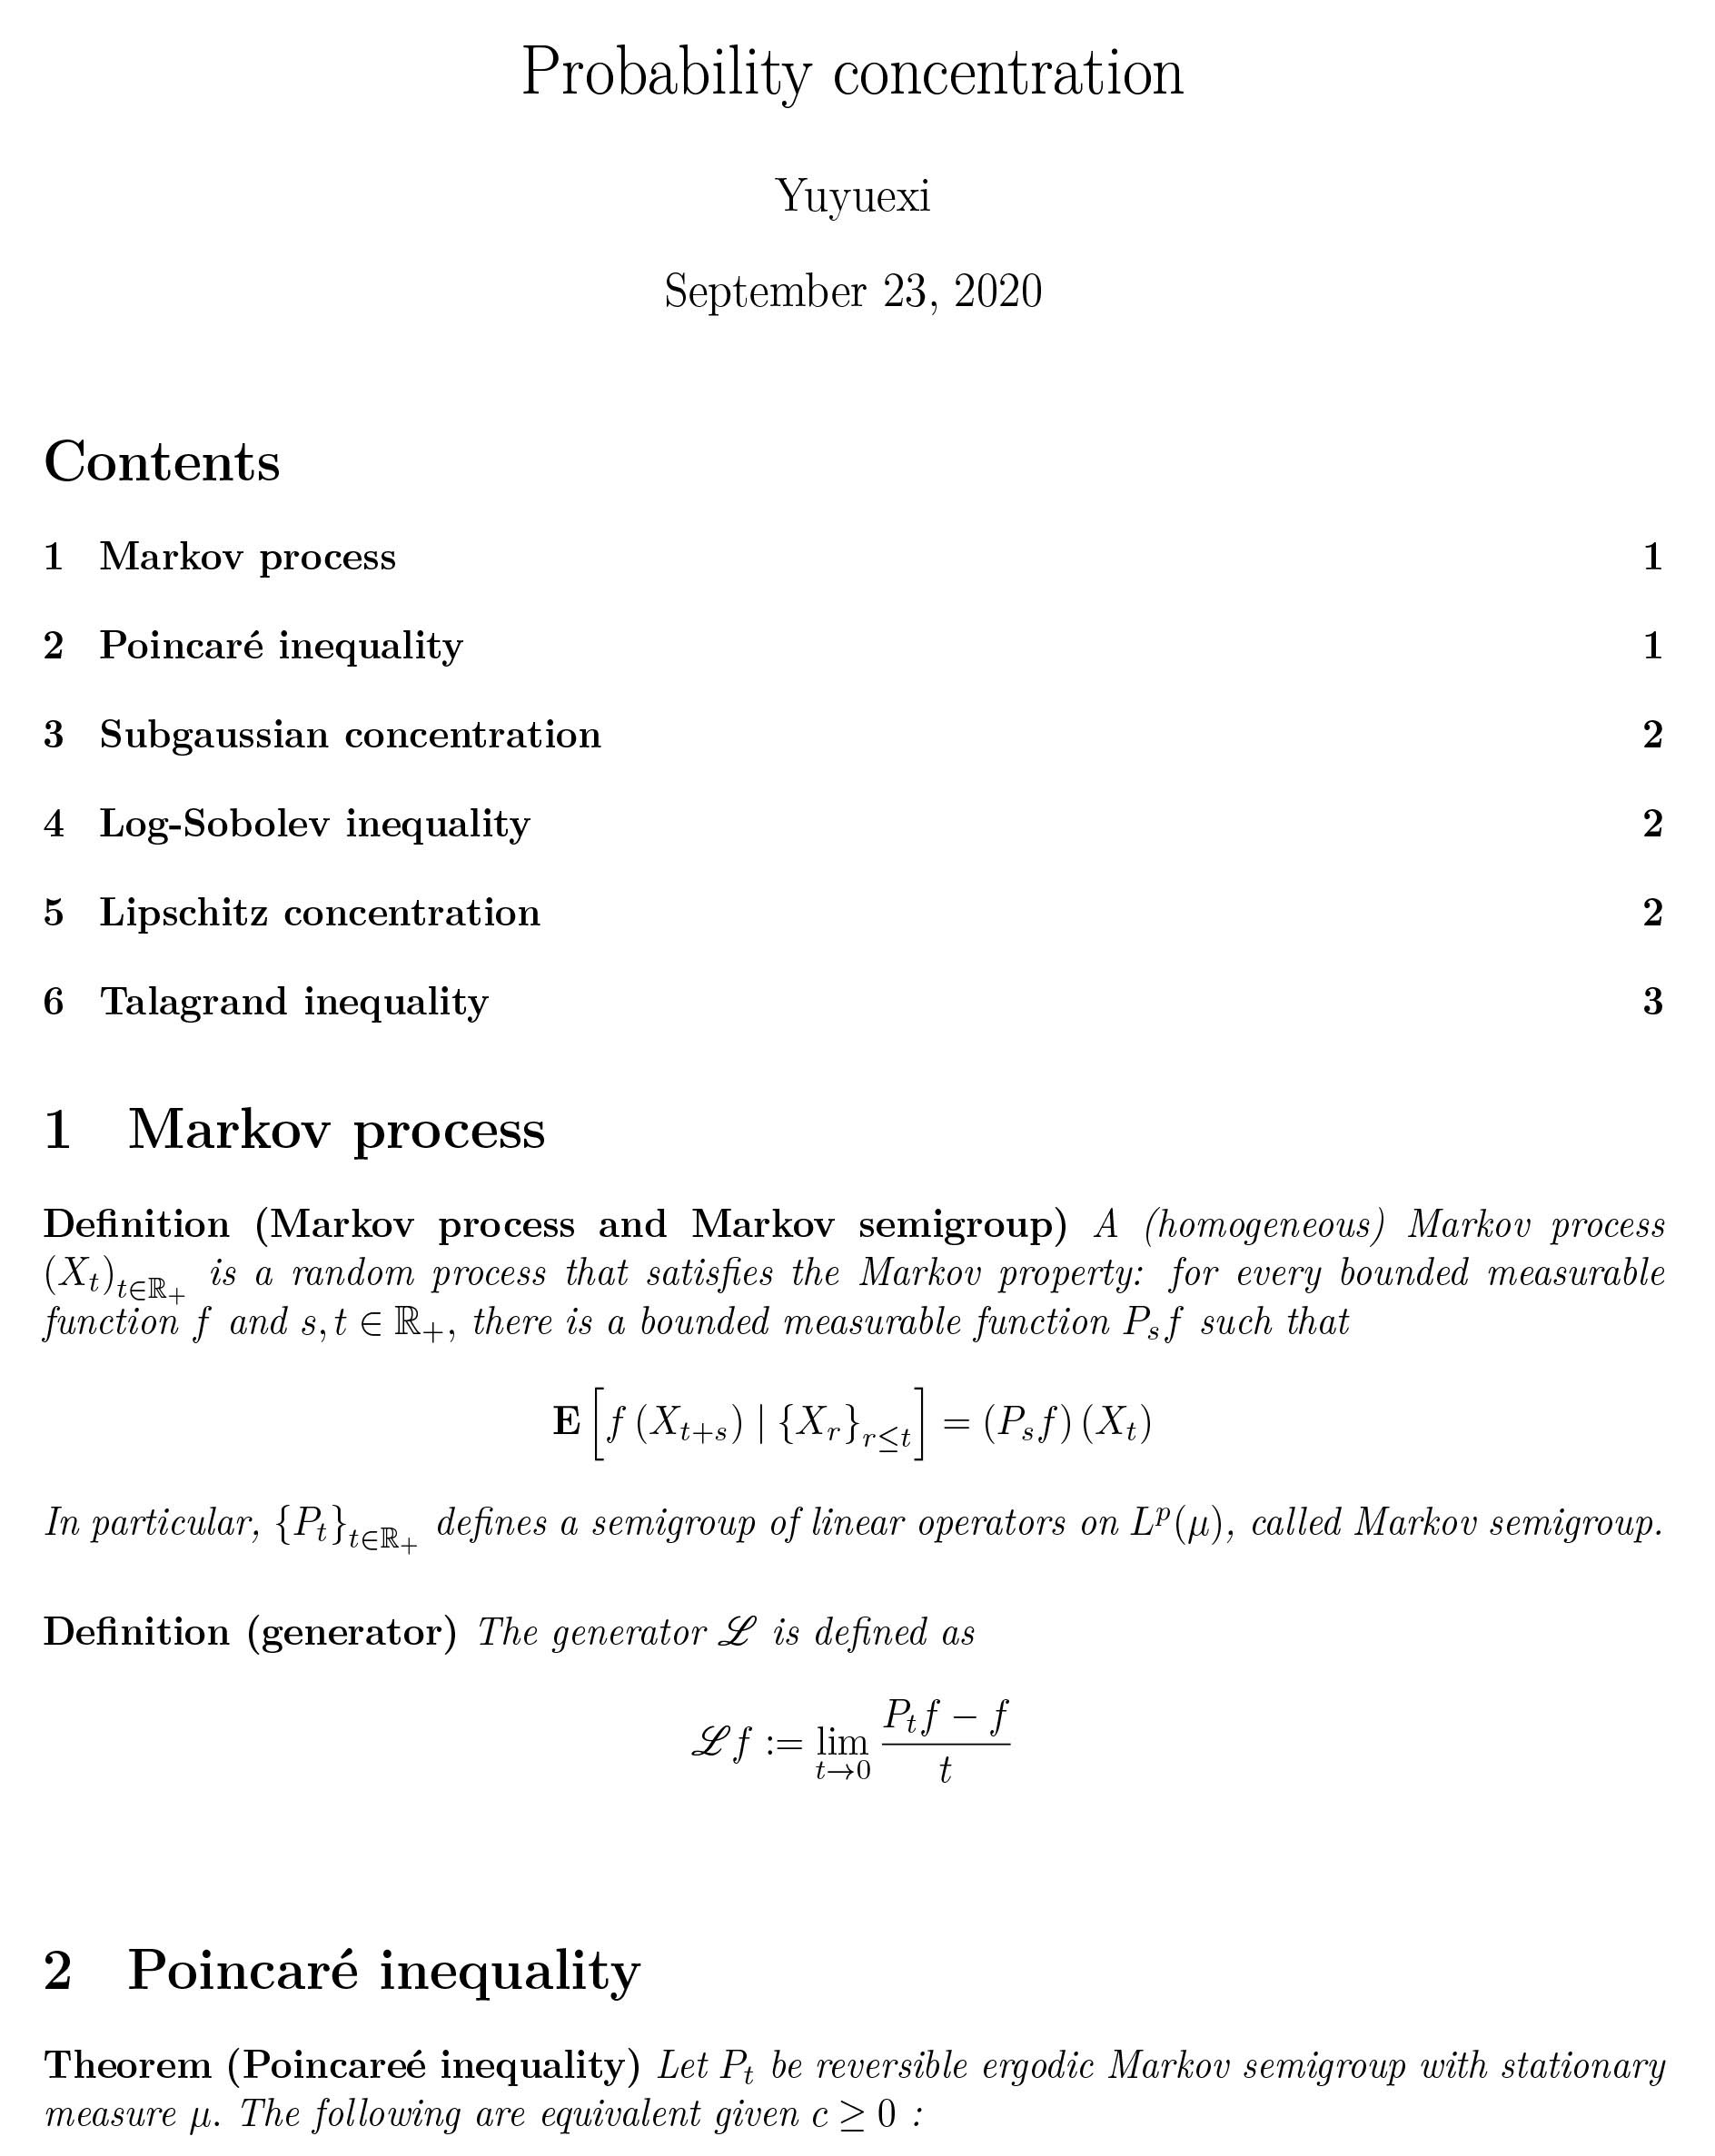 Probability concentration
Yuyuexi
September 23, 2020
Contents
1 Markov process 1
2 Poincaré inequality 1
3 Subgaussian concentration 2
4 Log-Sobolev inequality 2
5 Lipschitz concentration 2
6 Talagrand inequality 3
1 Markov process
Definition (Markov process and Markov semigroup) A (homogeneous) Markov process
$(X_t)_{t \in \mathbb{R}_+}$ is a random process that satisfies the Markov property: for every bounded measurable
function $f$ and $s, t \in \mathbb{R}_+$, there is a bounded measurable function $P_s f$ such that
$\mathbf{E}\left[f\left(X_{t+s}\right) \mid \{X_r\}_{r \leq t}\right] = (P_s f)(X_t)$
In particular, $\{P_t\}_{t \in \mathbb{R}_+}$ defines a semigroup of linear operators on $L^p(\mu)$, called Markov semigroup.
Definition (generator) The generator $\mathscr{L}$ is defined as
$\mathscr{L} f := \lim_{t \to 0} \frac{P_t f - f}{t}$
2 Poincaré inequality
Theorem (Poincareé inequality) Let $P_t$ be reversible ergodic Markov semigroup with stationary
measure $\mu$. The following are equivalent given $c \geq 0$ :